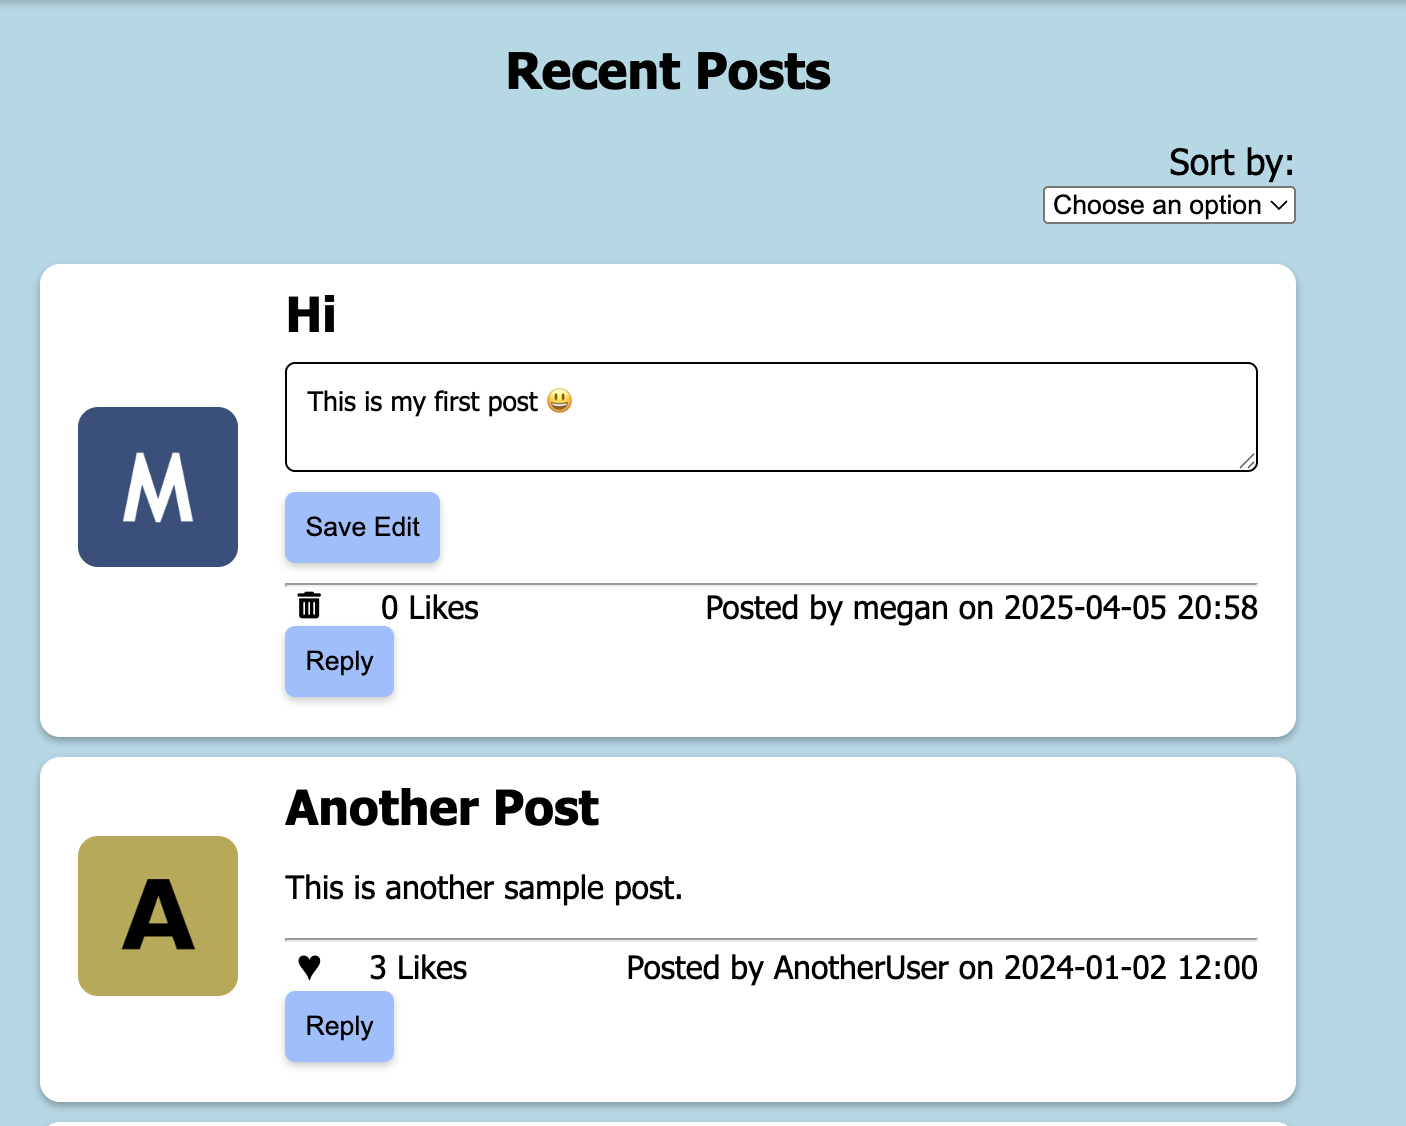 Recent Posts
Sort by:
Choose an option
Hi
This is my first post 😃
M
Save Edit
0 Likes Posted by megan on 2025-04-05 20:58
Reply
Another Post
This is another sample post.
A
3 Likes Posted by AnotherUser on 2024-01-02 12:00
Reply